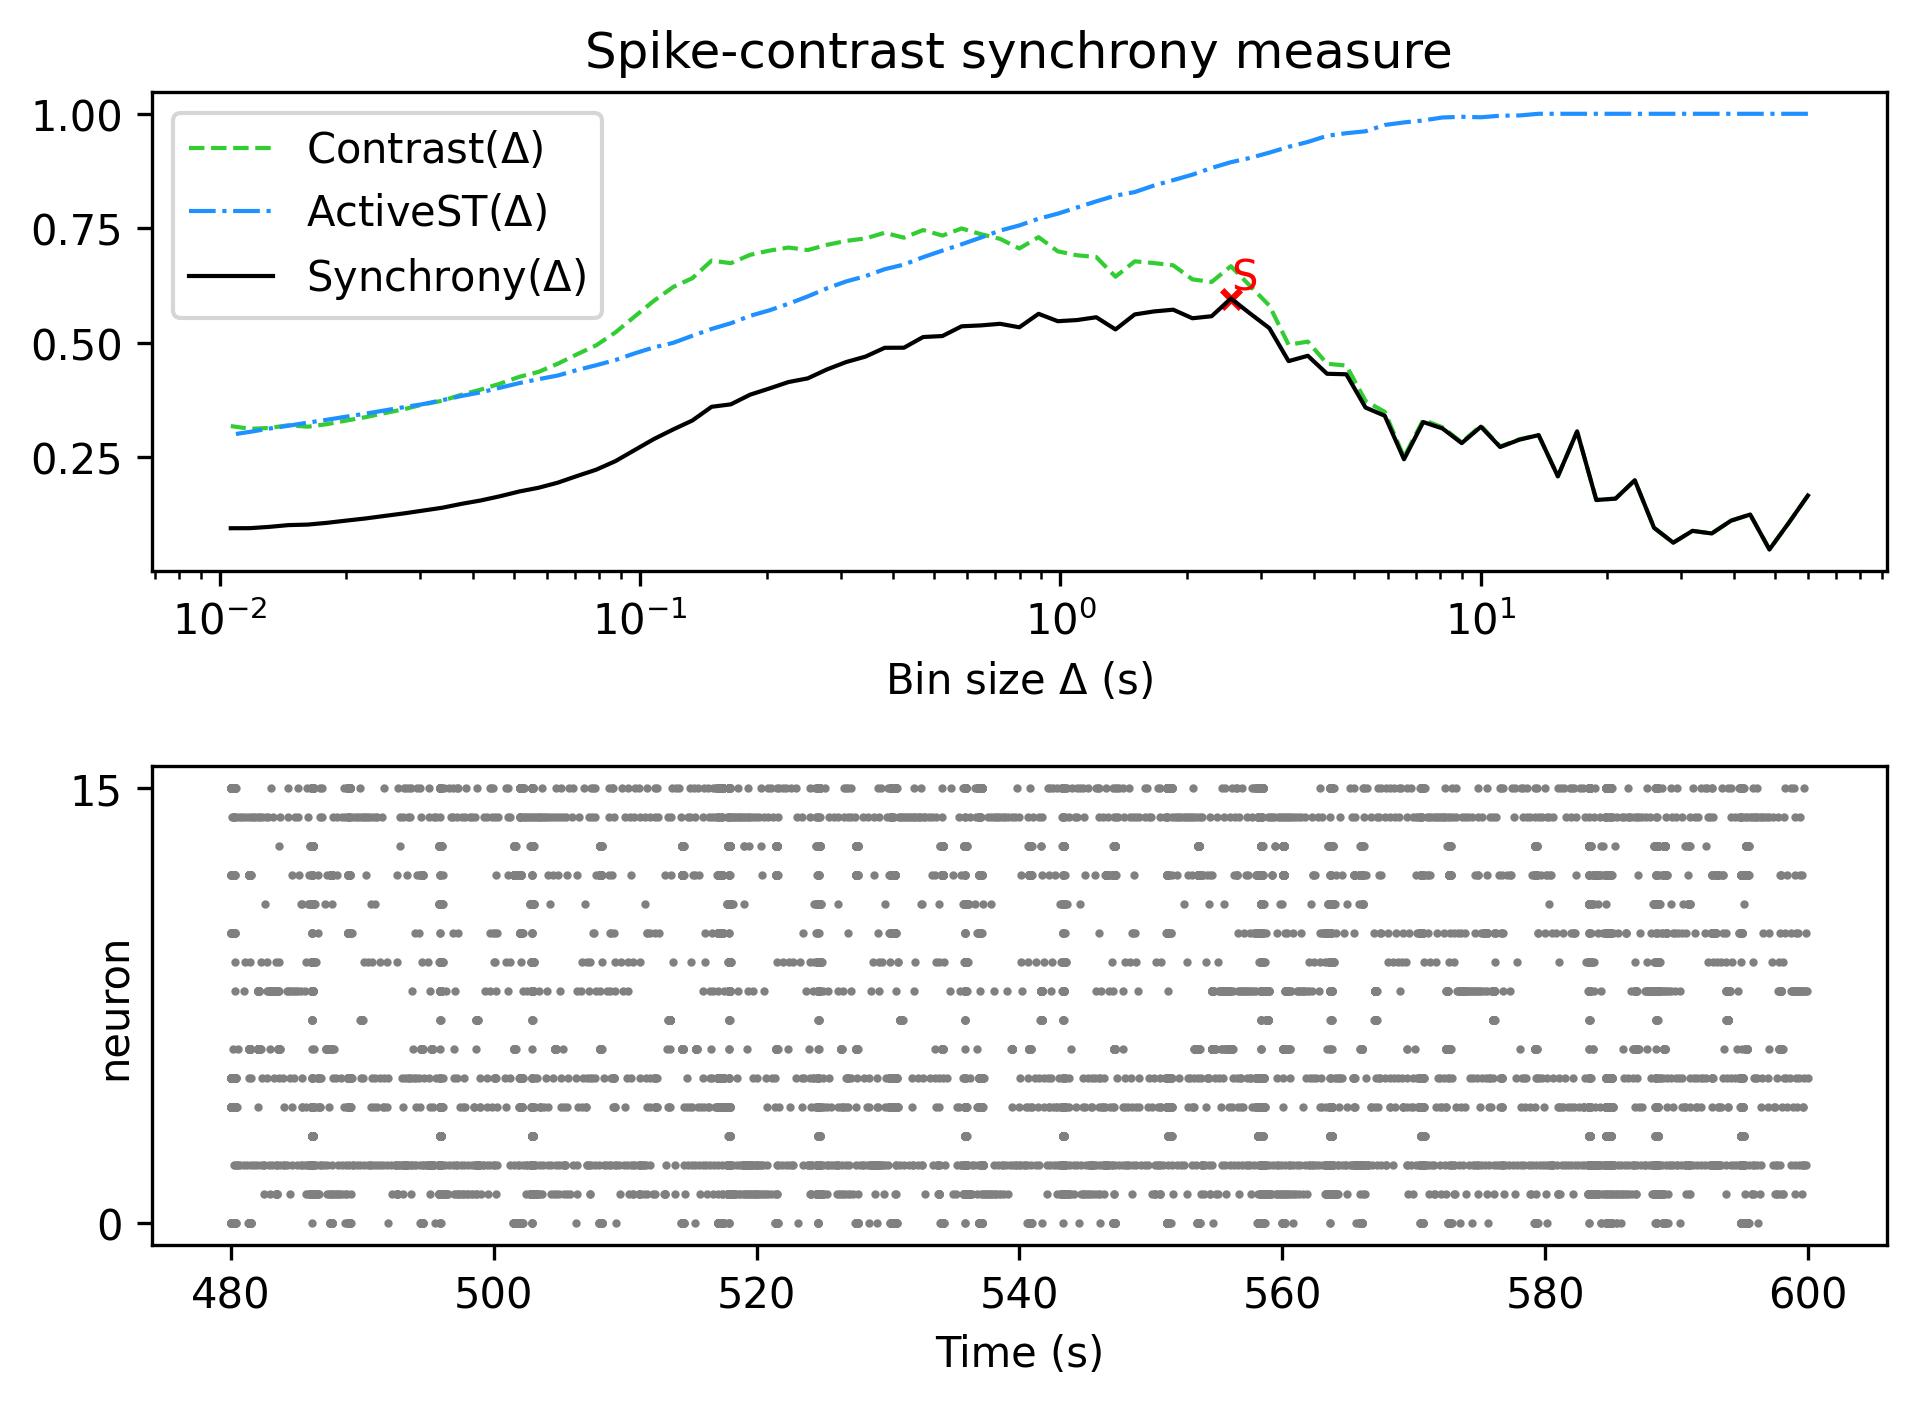 Spike-contrast synchrony measure
1.00
0.75
0.50
0.25
Contrast(Δ)
ActiveST(Δ)
Synchrony(Δ)
S
10⁻² 10⁻¹ 10⁰ 10¹
Bin size Δ (s)
15
0
neuron
480 500 520 540 560 580 600
Time (s)